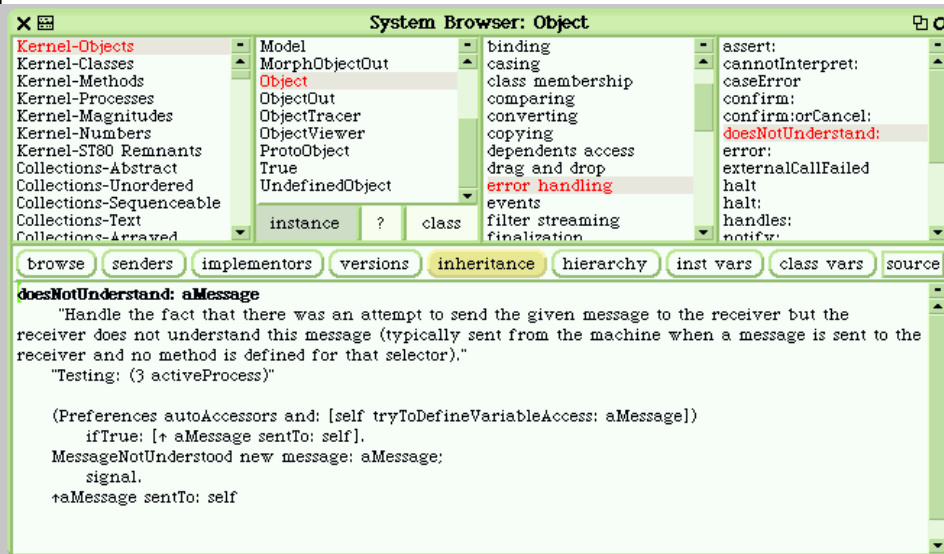 System Browser: Object
Kernel-Objects
Kernel-Classes
Kernel-Methods
Kernel-Processes
Kernel-Magnitudes
Kernel-Numbers
Kernel-ST80 Remnants
Collections-Abstract
Collections-Unordered
Collections-Sequenceable
Collections-Text
Collections-Arrayed
Model
MorphObjectOut
Object
ObjectOut
ObjectTracer
ObjectViewer
ProtoObject
True
UndefinedObject
instance ? class
binding
casing
class membership
comparing
converting
copying
dependents access
drag and drop
error handling
events
filter streaming
finalization
assert:
cannotInterpret:
caseError
confirm:
confirm:orCancel:
doesNotUnderstand:
error:
externalCallFailed
halt
halt:
handles:
notify:
browse senders implementors versions inheritance hierarchy inst vars class vars source
doesNotUnderstand: aMessage
"Handle the fact that there was an attempt to send the given message to the receiver but the
receiver does not understand this message (typically sent from the machine when a message is sent to the
receiver and no method is defined for that selector)."
"Testing: (3 activeProcess)"
(Preferences autoAccessors and: [self tryToDefineVariableAccess: aMessage])
ifTrue: [↑ aMessage sentTo: self].
MessageNotUnderstood new message: aMessage;
signal.
↑aMessage sentTo: self